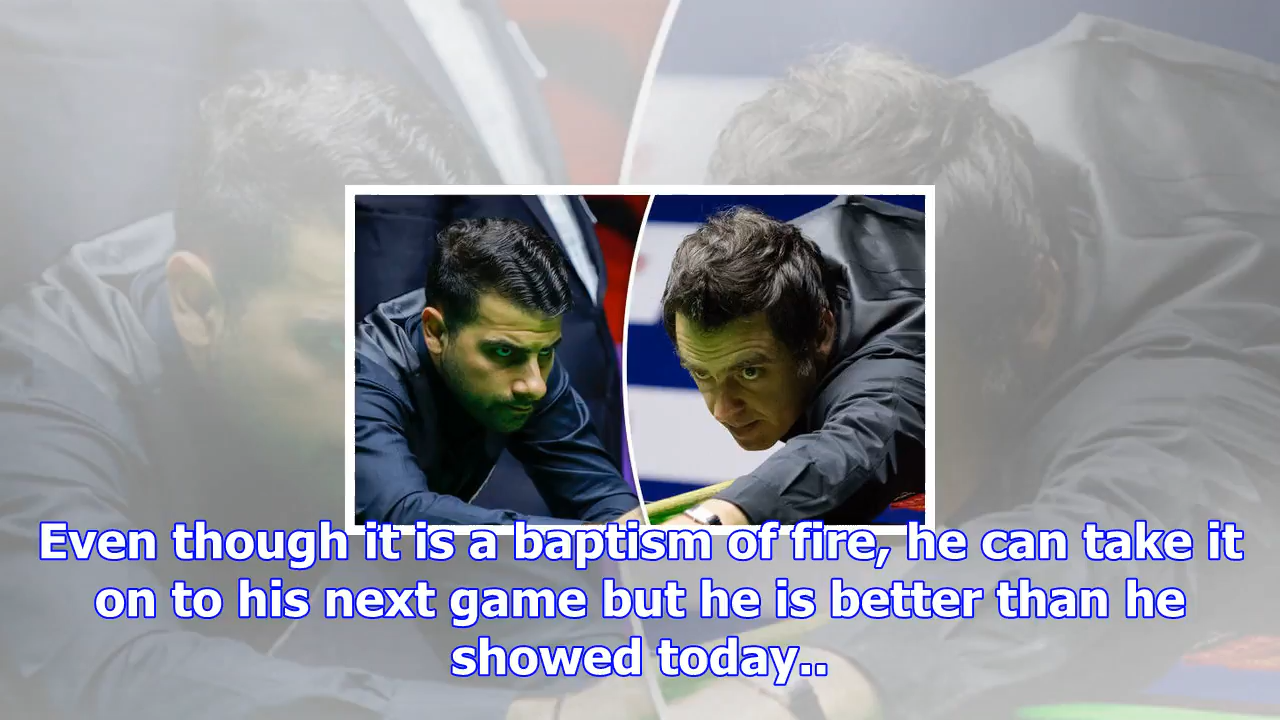 Even though it is a baptism of fire, he can take it
on to his next game but he is better than he
showed today..